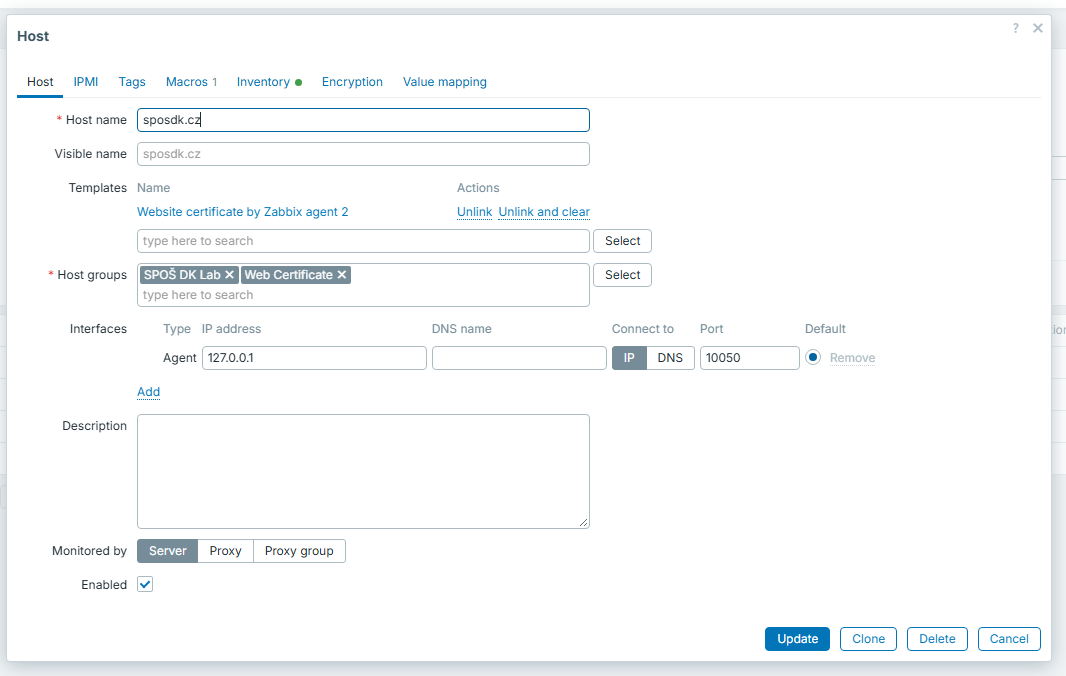 Host
? ×
Host IPMI Tags Macros 1 Inventory Encryption Value mapping
* Host name sposdk.cz
Visible name sposdk.cz
Templates Name Actions
Website certificate by Zabbix agent 2 Unlink Unlink and clear
type here to search Select
* Host groups SPOŠ DK Lab × Web Certificate × Select
type here to search
Interfaces Type IP address DNS name Connect to Port Default
Agent 127.0.0.1 IP DNS 10050 Remove
Add
Description
Monitored by Server Proxy Proxy group
Enabled
Update Clone Delete Cancel